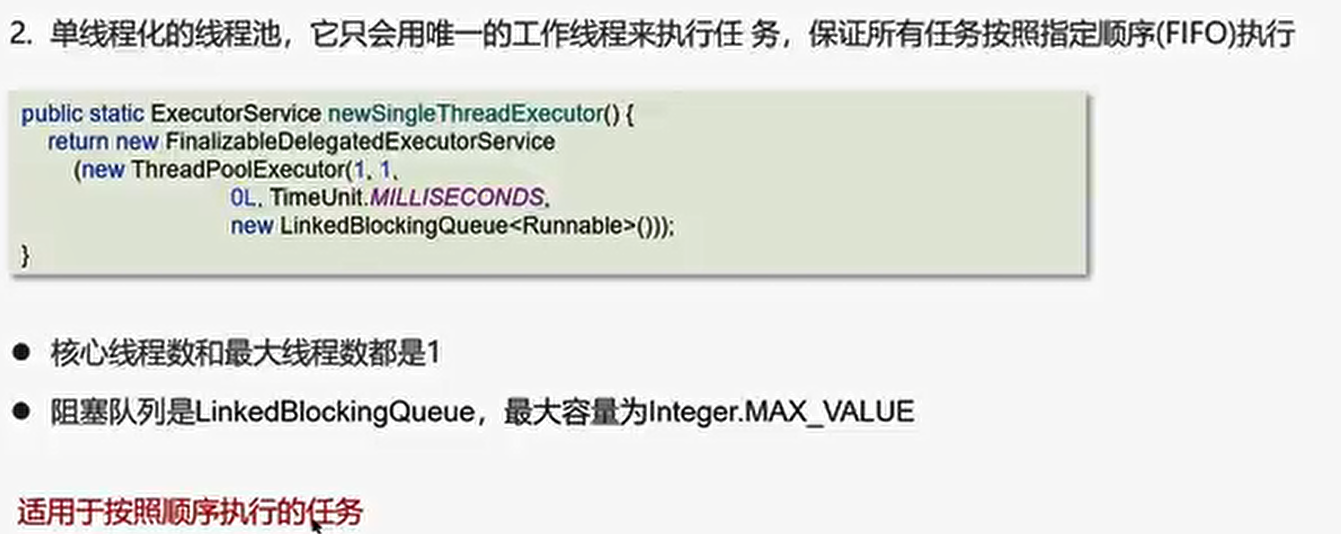 2. 单线程化的线程池，它只会用唯一的工作线程来执行任 务，保证所有任务按照指定顺序(FIFO)执行
public static ExecutorService newSingleThreadExecutor() {
return new FinalizableDelegatedExecutorService
(new ThreadPoolExecutor(1, 1,
0L, TimeUnit.MILLISECONDS,
new LinkedBlockingQueue<Runnable>()));
}
● 核心线程数和最大线程数都是1
● 阻塞队列是LinkedBlockingQueue，最大容量为Integer.MAX_VALUE
适用于按照顺序执行的任务